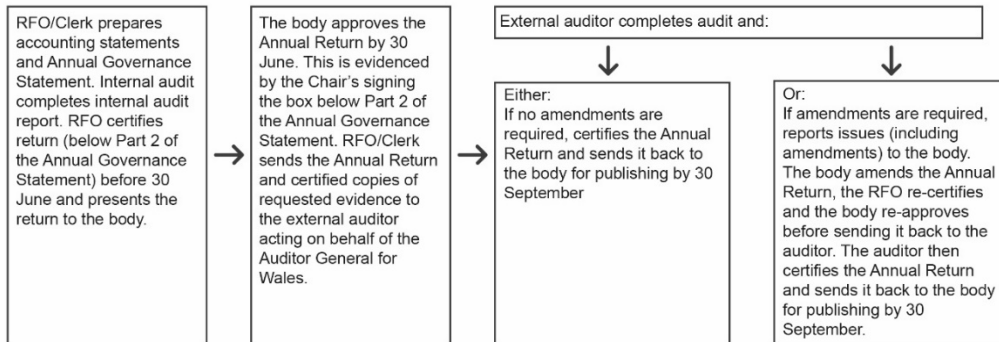 RFO/Clerk prepares
accounting statements
and Annual Governance
Statement. Internal audit
completes internal audit
report. RFO certifies
return (below Part 2 of
the Annual Governance
Statement) before 30
June and presents the
return to the body.
The body approves the
Annual Return by 30
June. This is evidenced
by the Chair’s signing
the box below Part 2 of
the Annual Governance
Statement. RFO/Clerk
sends the Annual Return
and certified copies of
requested evidence to
the external auditor
acting on behalf of the
Auditor General for
Wales.
External auditor completes audit and:
Either:
If no amendments are
required, certifies the Annual
Return and sends it back to
the body for publishing by 30
September
Or:
If amendments are required,
reports issues (including
amendments) to the body.
The body amends the Annual
Return, the RFO re-certifies
and the body re-approves
before sending it back to the
auditor. The auditor then
certifies the Annual Return
and sends it back to the body
for publishing by 30
September.